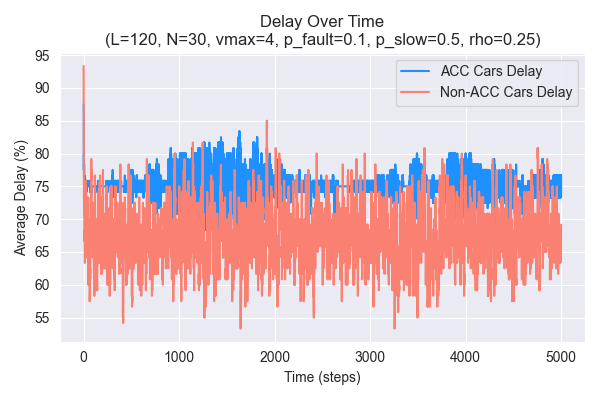 Delay Over Time
(L=120, N=30, vmax=4, p_fault=0.1, p_slow=0.5, rho=0.25)
ACC Cars Delay
Non-ACC Cars Delay
Average Delay (%)
95
90
85
80
75
70
65
60
55
0 1000 2000 3000 4000 5000
Time (steps)